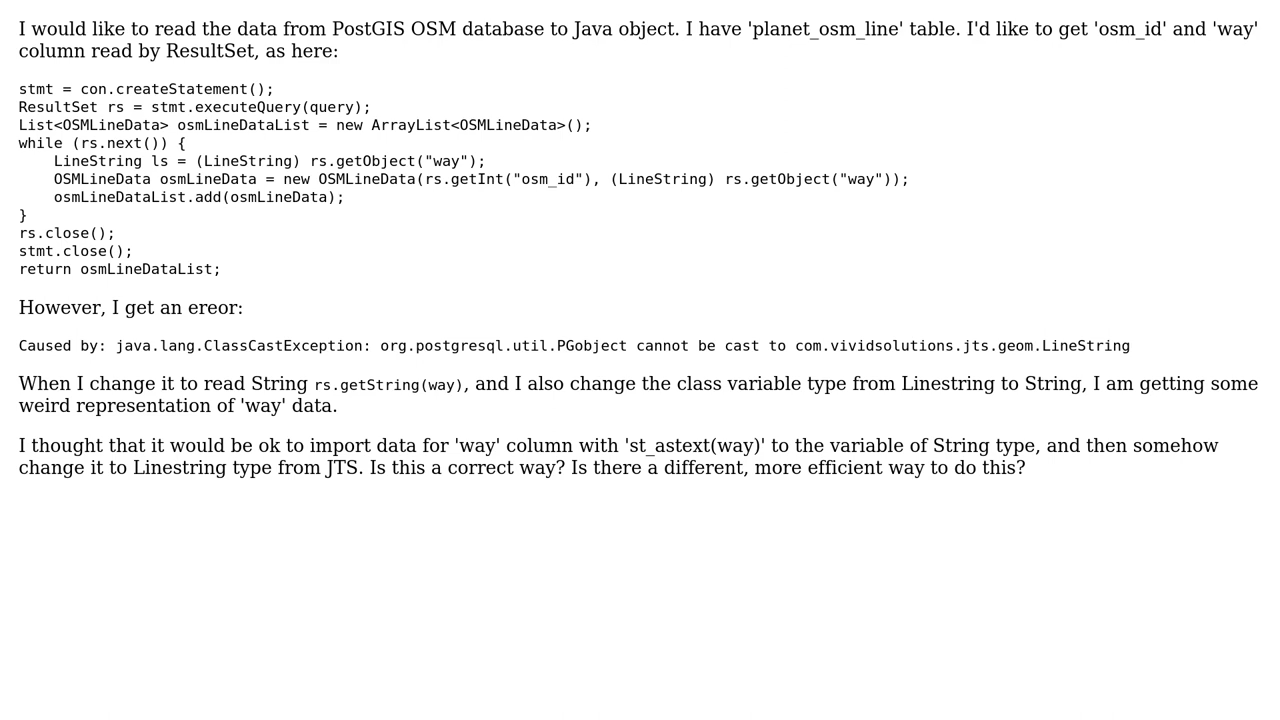 I would like to read the data from PostGIS OSM database to Java object. I have 'planet_osm_line' table. I'd like to get 'osm_id' and 'way'
column read by ResultSet, as here:
stmt = con.createStatement();
ResultSet rs = stmt.executeQuery(query);
List<OSMLineData> osmLineDataList = new ArrayList<OSMLineData>();
while (rs.next()) {
    LineString ls = (LineString) rs.getObject("way");
    OSMLineData osmLineData = new OSMLineData(rs.getInt("osm_id"), (LineString) rs.getObject("way"));
    osmLineDataList.add(osmLineData);
}
rs.close();
stmt.close();
return osmLineDataList;
However, I get an ereor:
Caused by: java.lang.ClassCastException: org.postgresql.util.PGobject cannot be cast to com.vividsolutions.jts.geom.LineString
When I change it to read String rs.getString(way), and I also change the class variable type from Linestring to String, I am getting some
weird representation of 'way' data.
I thought that it would be ok to import data for 'way' column with 'st_astext(way)' to the variable of String type, and then somehow
change it to Linestring type from JTS. Is this a correct way? Is there a different, more efficient way to do this?